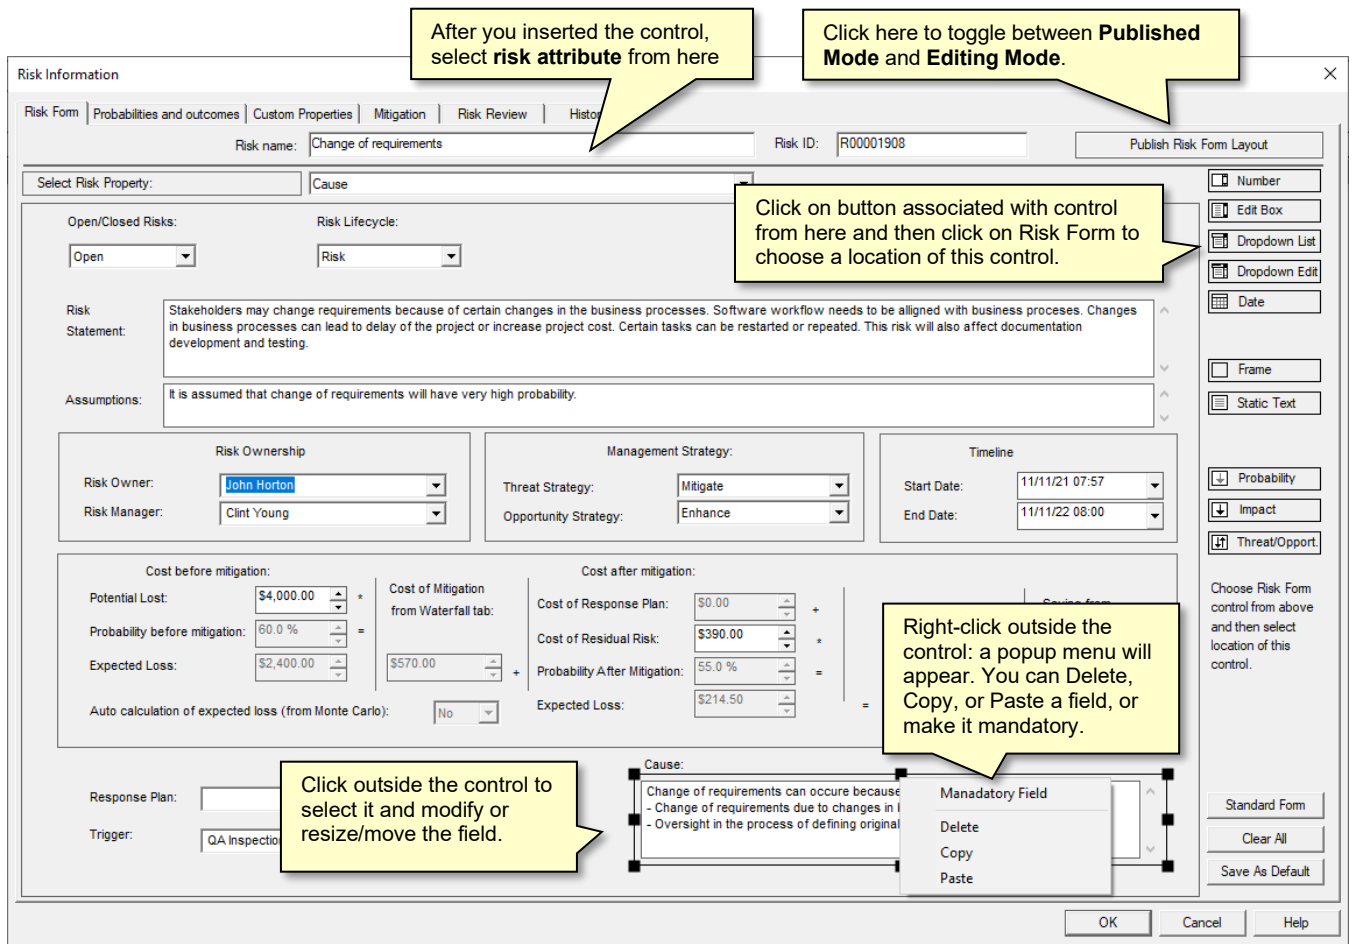 After you inserted the control,
select risk attribute from here
Click here to toggle between Published
Mode and Editing Mode.
Risk Information
Risk Form
Probabilities and outcomes
Custom Properties
Mitigation
Risk Review
Risk name:
Change of requirements
Risk ID:
R00001908
Publish Risk Form Layout
Select Risk Property:
Cause
Number
Edit Box
Dropdown List
Dropdown Edit
Date
Frame
Static Text
Probability
Impact
Threat/Opport.
Click on button associated with control
from here and then click on Risk Form to
choose a location of this control.
Open/Closed Risks:
Risk Lifecycle:
Open
Risk
Risk
Statement:
Stakeholders may change requirements because of certain changes in the business processes. Software workflow needs to be alligned with business proceses. Changes
in business processes can lead to delay of the project or increase project cost. Certain tasks can be restarted or repeated. This risk will also affect documentation
development and testing.
Assumptions:
It is assumed that change of requirements will have very high probability.
Risk Ownership
Risk Owner:
John Horton
Risk Manager:
Clint Young
Management Strategy:
Threat Strategy:
Mitigate
Opportunity Strategy:
Enhance
Timeline
Start Date:
11/11/21 07:57
End Date:
11/11/22 08:00
Cost before mitigation:
Potential Lost:
$4,000.00
*
Probability before mitigation:
60.0 %
=
Expected Loss:
$2,400.00
Cost of Mitigation
from Waterfall tab:
$570.00
+
Cost after mitigation:
Cost of Response Plan:
$0.00
+
Cost of Residual Risk:
$390.00
*
Probability After Mitigation:
55.0 %
=
Expected Loss:
$214.50
=
Auto calculation of expected loss (from Monte Carlo):
No
Choose Risk Form
control from above
and then select
location of this
control.
Right-click outside the
control: a popup menu will
appear. You can Delete,
Copy, or Paste a field, or
make it mandatory.
Response Plan:
Trigger:
QA Inspection
Click outside the control to
select it and modify or
resize/move the field.
Cause:
Change of requirements can occure because
- Change of requirements due to changes in
- Oversight in the process of defining original
Manadatory Field
Delete
Copy
Paste
Standard Form
Clear All
Save As Default
OK
Cancel
Help